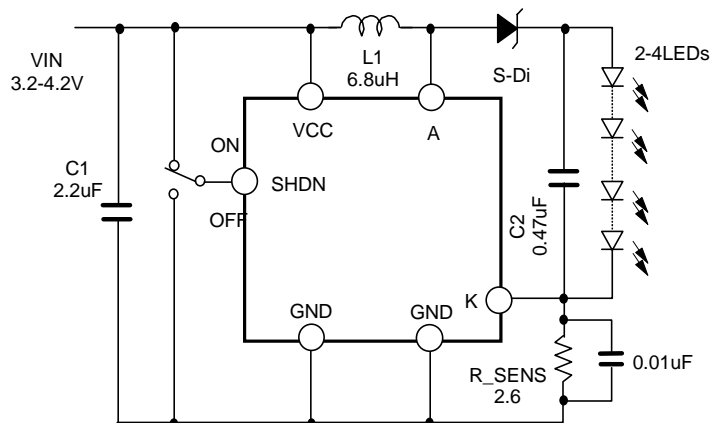 VIN
3.2-4.2V
L1
6.8uH
S-Di
2-4LEDs
VCC
A
ON
SHDN
OFF
C1
2.2uF
C2
0.47uF
K
GND
GND
R_SENS
2.6
0.01uF